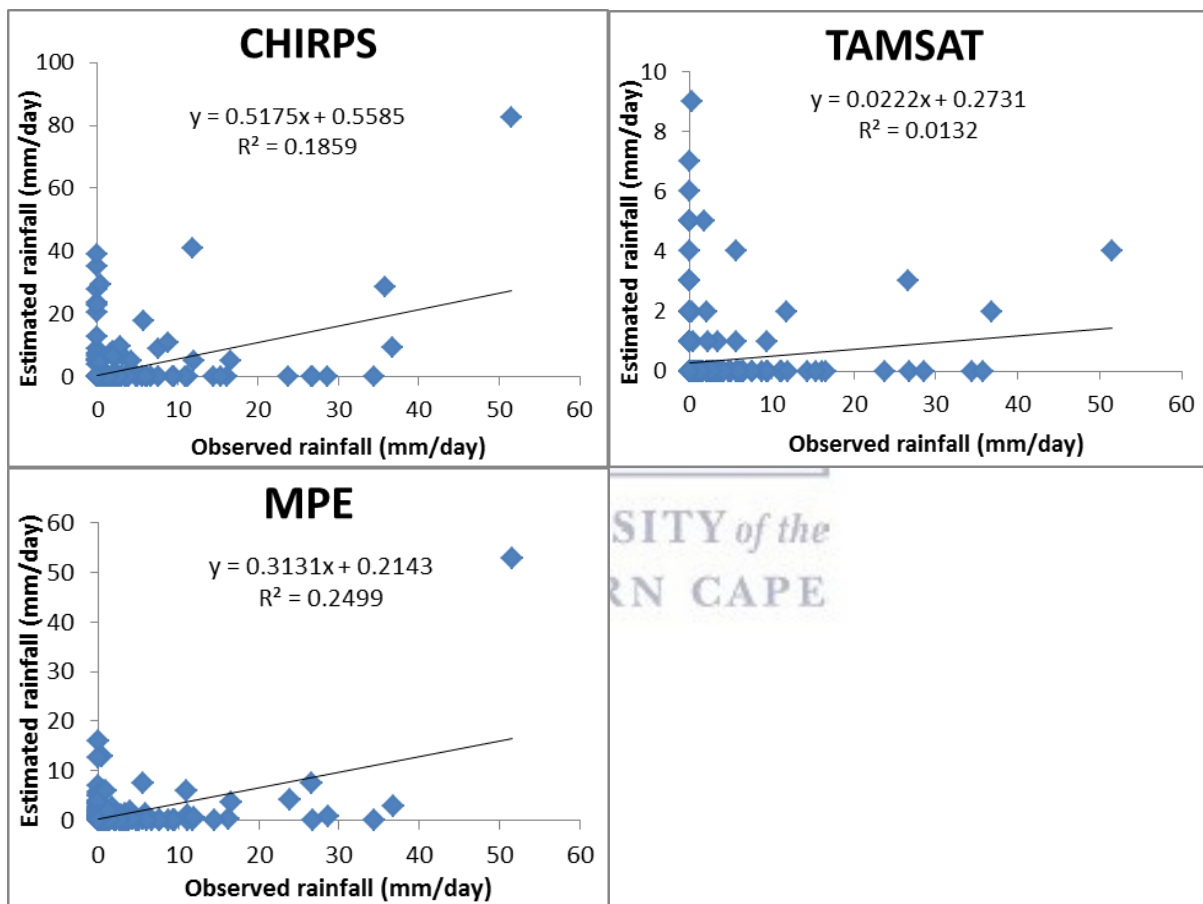 CHIRPS
y = 0.5175x + 0.5585
R² = 0.1859
Estimated rainfall (mm/day)
100
80
60
40
20
0
0 10 20 30 40 50 60
Observed rainfall (mm/day)
TAMSAT
y = 0.0222x + 0.2731
R² = 0.0132
Estimated rainfall (mm/day)
10
8
6
4
2
0
0 10 20 30 40 50 60
Observed rainfall (mm/day)
MPE
y = 0.3131x + 0.2143
R² = 0.2499
Estimated rainfall (mm/day)
60
50
40
30
20
10
0
0 10 20 30 40 50 60
Observed rainfall (mm/day)
SITY of the
RN CAPE